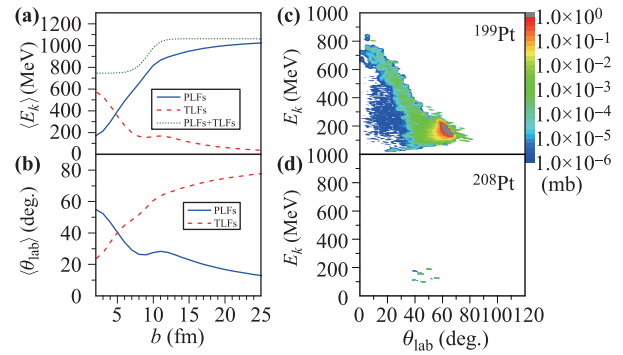 (a)
⟨E_k⟩ (MeV)
1200
1000
800
600
400
200
0
PLFs
TLFs
PLFs+TLFs
(b)
⟨θ_lab⟩ (deg.)
80
60
40
20
0
PLFs
TLFs
5 10 15 20 25
b (fm)
(c)
E_k (MeV)
1000
800
600
400
200
0
¹⁹⁹Pt
1.0×10⁰
1.0×10⁻¹
1.0×10⁻²
1.0×10⁻³
1.0×10⁻⁴
1.0×10⁻⁵
1.0×10⁻⁶
(mb)
(d)
E_k (MeV)
1000
800
600
400
200
0
²⁰⁸Pt
0 20 40 60 80 100 120
θ_lab (deg.)